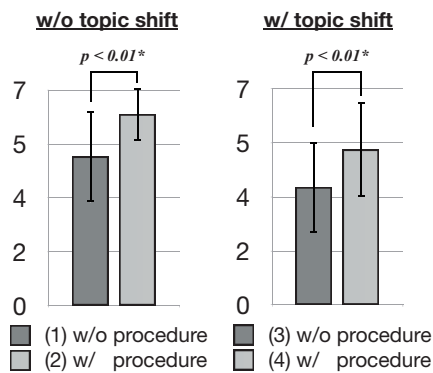 w/o topic shift
p < 0.01*
7
5
4
2
0
(1) w/o procedure
(2) w/ procedure
w/ topic shift
p < 0.01*
7
5
4
2
0
(3) w/o procedure
(4) w/ procedure